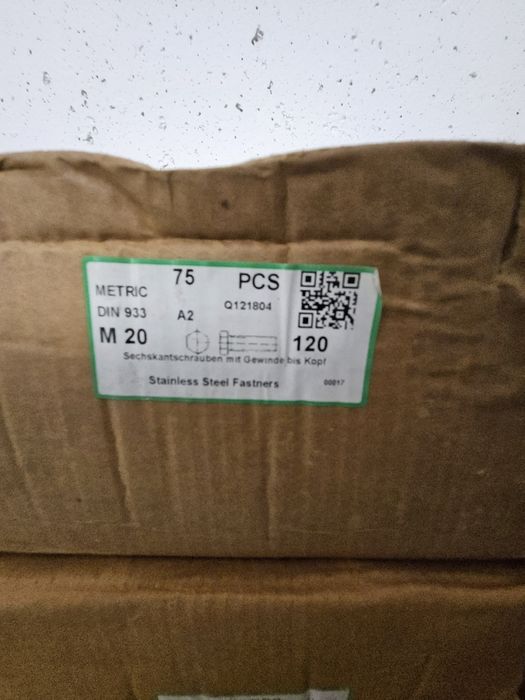 METRIC 75 PCS
DIN 933 A2 Q121804
M 20 120
Sechskantschrauben mit Gewinde bis Kopf
Stainless Steel Fastners 00017